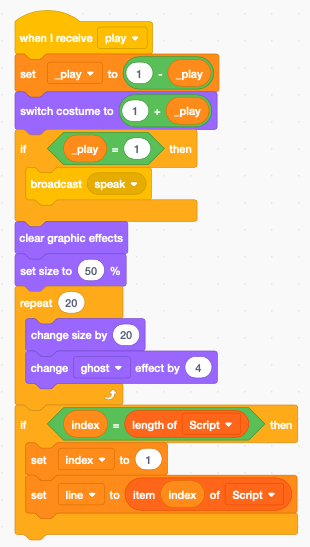 when I receive play
set _play to 1 - _play
switch costume to 1 + _play
if _play = 1 then
broadcast speak
clear graphic effects
set size to 50 %
repeat 20
change size by 20
change ghost effect by 4
if index = length of Script then
set index to 1
set line to item index of Script